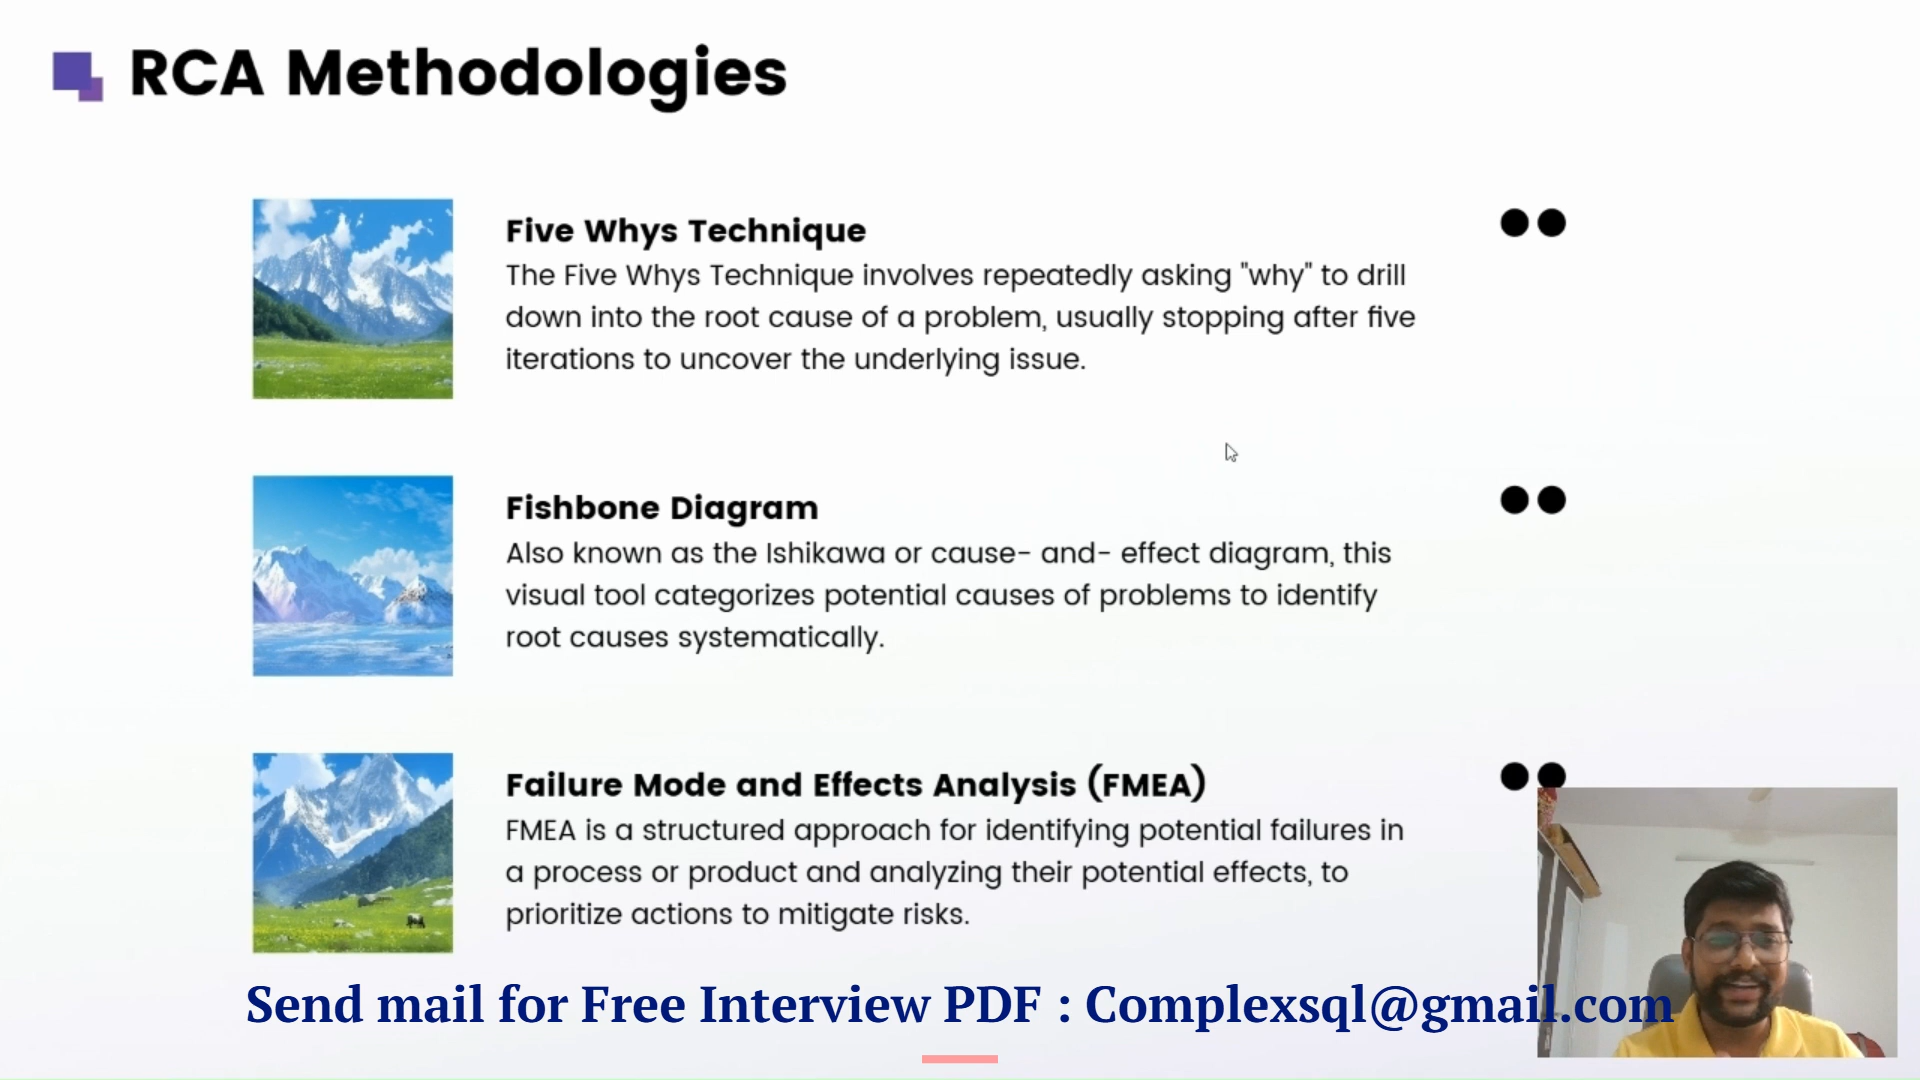 RCA Methodologies
Five Whys Technique
The Five Whys Technique involves repeatedly asking "why" to drill
down into the root cause of a problem, usually stopping after five
iterations to uncover the underlying issue.
Fishbone Diagram
Also known as the Ishikawa or cause- and- effect diagram, this
visual tool categorizes potential causes of problems to identify
root causes systematically.
Failure Mode and Effects Analysis (FMEA)
FMEA is a structured approach for identifying potential failures in
a process or product and analyzing their potential effects, to
prioritize actions to mitigate risks.
Send mail for Free Interview PDF : Complexsql@gmail.com